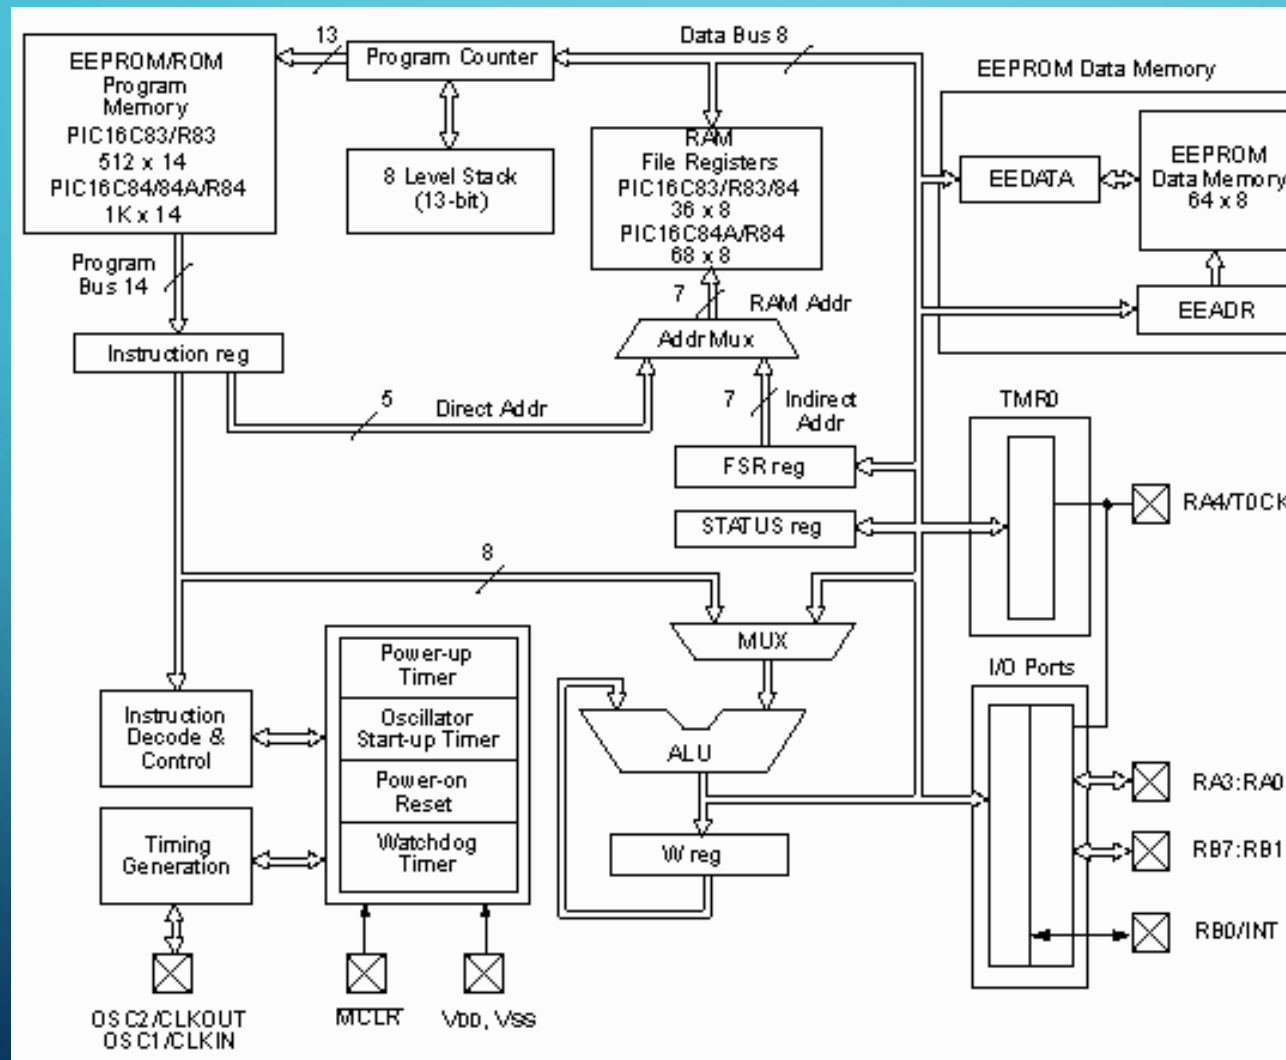 13
Program Counter
Data Bus 8
EEPROM Data Memory
EEPROM/ROM
Program
Memory
PIC16C83/R83
512 x 14
PIC16C84/84A/R84
1K x 14
8 Level Stack
(13-bit)
RAM
File Registers
PIC16C83/R83/84
36 x 8
PIC16C84A/R84
68 x 8
EEDATA
EEPROM
Data Memory
64 x 8
EEADR
Program
Bus 14
7
RAM Addr
Addr Mux
Instruction reg
5
Direct Addr
7
Indirect
Addr
FSR reg
STATUS reg
TMR0
RA4/T0CK
8
MUX
Power-up
Timer
Oscillator
Start-up Timer
Power-on
Reset
Watchdog
Timer
Instruction
Decode &
Control
Timing
Generation
ALU
W reg
I/O Ports
RA3:RA0
RB7:RB1
RB0/INT
OSC2/CLKOUT
OSC1/CLKIN
MCLR
VDD, VSS